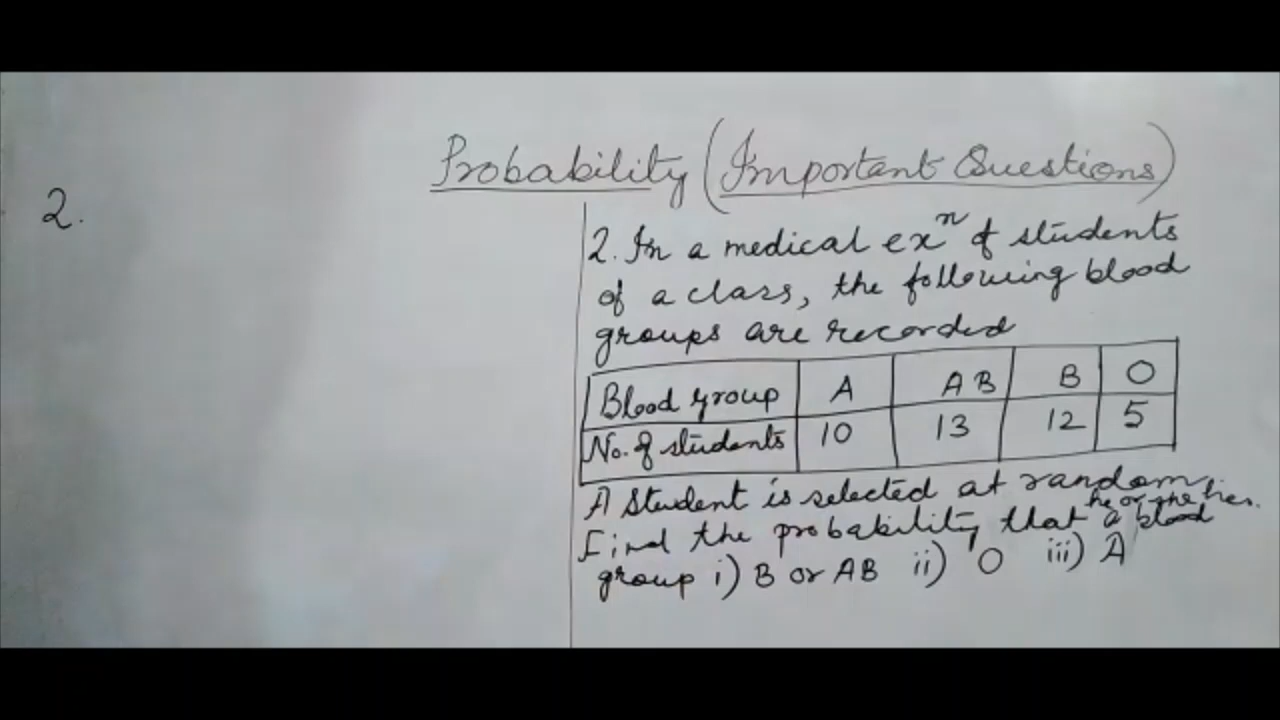 Probability (Important Questions)
2.
2. In a medical exⁿ of students
of a class, the following blood
groups are recorded
Blood group A AB B O
No. of students 10 13 12 5
A student is selected at random.
he or she has
Find the probability that a blood
group i) B or AB ii) O iii) A